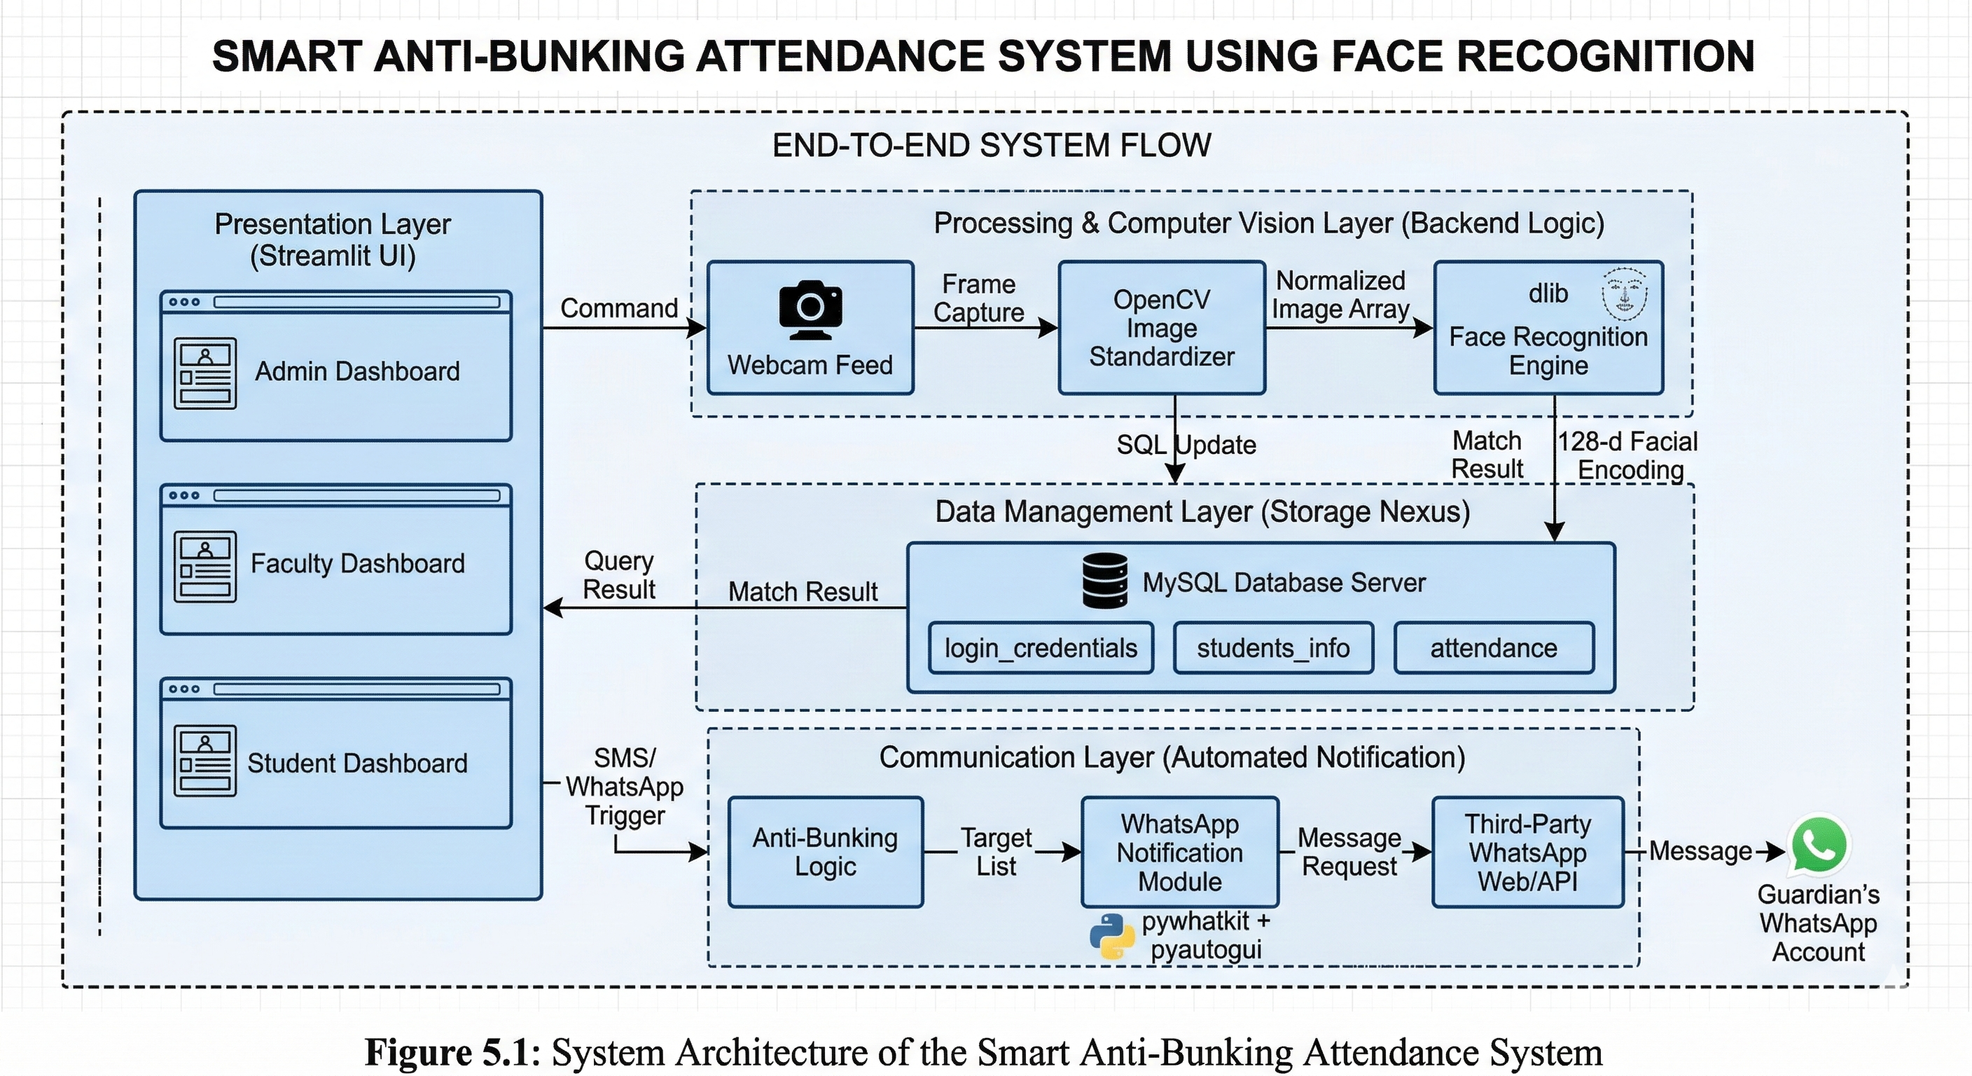 SMART ANTI-BUNKING ATTENDANCE SYSTEM USING FACE RECOGNITION
END-TO-END SYSTEM FLOW
Presentation Layer
(Streamlit UI)
Admin Dashboard
Faculty Dashboard
Student Dashboard
Command
Processing & Computer Vision Layer (Backend Logic)
Webcam Feed
Frame
Capture
OpenCV
Image
Standardizer
Normalized
Image Array
dlib
Face Recognition
Engine
SQL Update
Match
Result
128-d Facial
Encoding
Data Management Layer (Storage Nexus)
MySQL Database Server
login_credentials
students_info
attendance
Query
Result
Match Result
SMS/
WhatsApp
Trigger
Communication Layer (Automated Notification)
Anti-Bunking
Logic
Target
List
WhatsApp
Notification
Module
pywhatkit +
pyautogui
Message
Request
Third-Party
WhatsApp
Web/API
Message
Guardian's
WhatsApp
Account
Figure 5.1: System Architecture of the Smart Anti-Bunking Attendance System